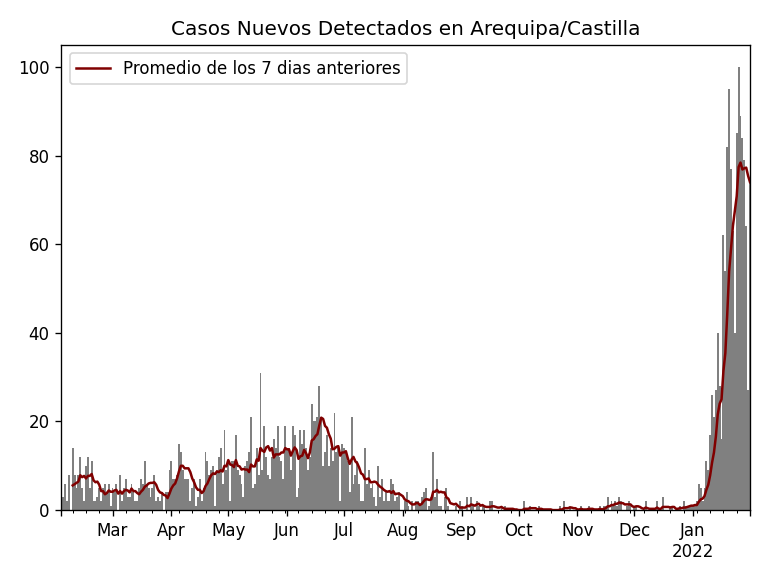 Casos Nuevos Detectados en Arequipa/Castilla
Promedio de los 7 dias anteriores
100
80
60
40
20
0
Mar Apr May Jun Jul Aug Sep Oct Nov Dec Jan
2022